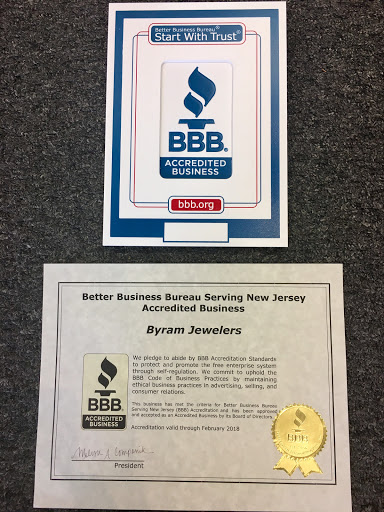 Better Business Bureau®
Start With Trust®
BBB®
ACCREDITED
BUSINESS
bbb.org
Better Business Bureau Serving New Jersey
Accredited Business
Byram Jewelers
We pledge to abide by BBB Accreditation Standards
to protect and promote the free enterprise system
through self-regulation. We commit to uphold the
BBB Code of Business Practices by maintaining
ethical business practices in advertising, selling, and
consumer relations.
This business has met the criteria for Better Business Bureau
Serving New Jersey (BBB) Accreditation and has been approved
and accepted as an Accredited Business by its Board of Directors.
Accreditation valid through February 2018
President
BBB
ACCREDITED
BUSINESS
BBB